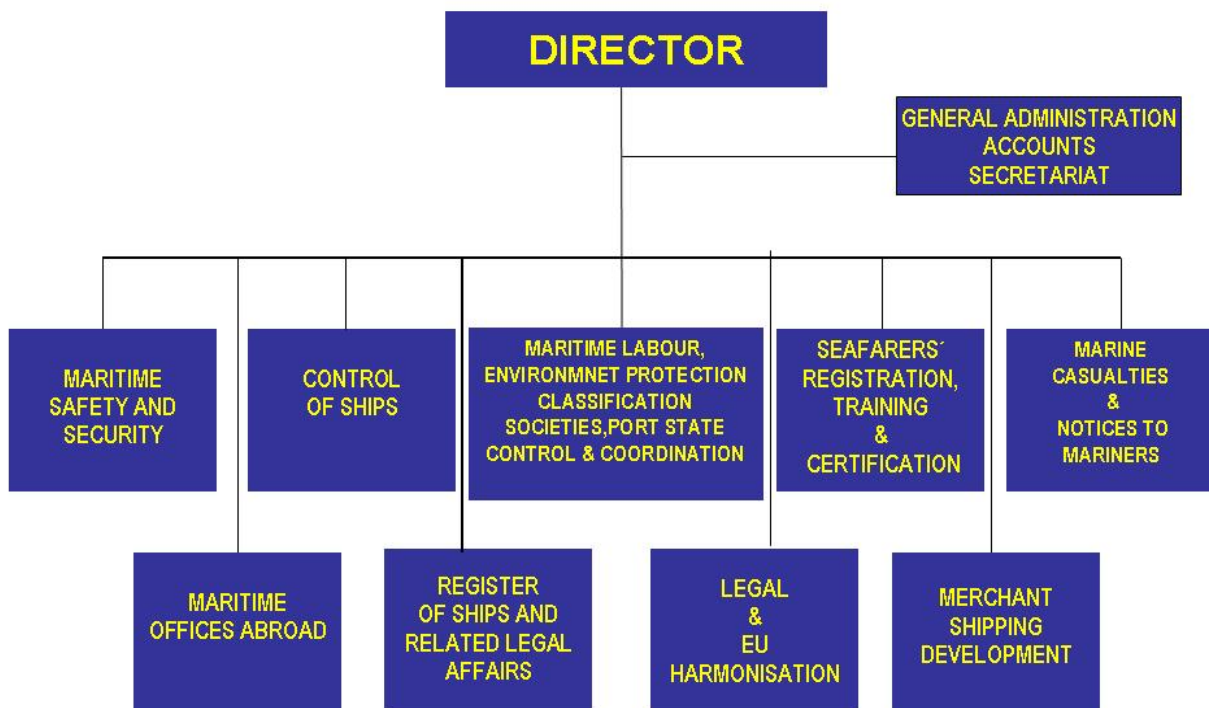 DIRECTOR
GENERAL ADMINISTRATION
ACCOUNTS
SECRETARIAT
MARITIME
SAFETY AND
SECURITY
CONTROL
OF SHIPS
MARITIME LABOUR,
ENVIRONMNET PROTECTION
CLASSIFICATION
SOCIETIES,PORT STATE
CONTROL & COORDINATION
SEAFARERS´
REGISTRATION,
TRAINING
&
CERTIFICATION
MARINE
CASUALTIES
&
NOTICES TO
MARINERS
MARITIME
OFFICES ABROAD
REGISTER
OF SHIPS AND
RELATED LEGAL
AFFAIRS
LEGAL
&
EU
HARMONISATION
MERCHANT
SHIPPING
DEVELOPMENT